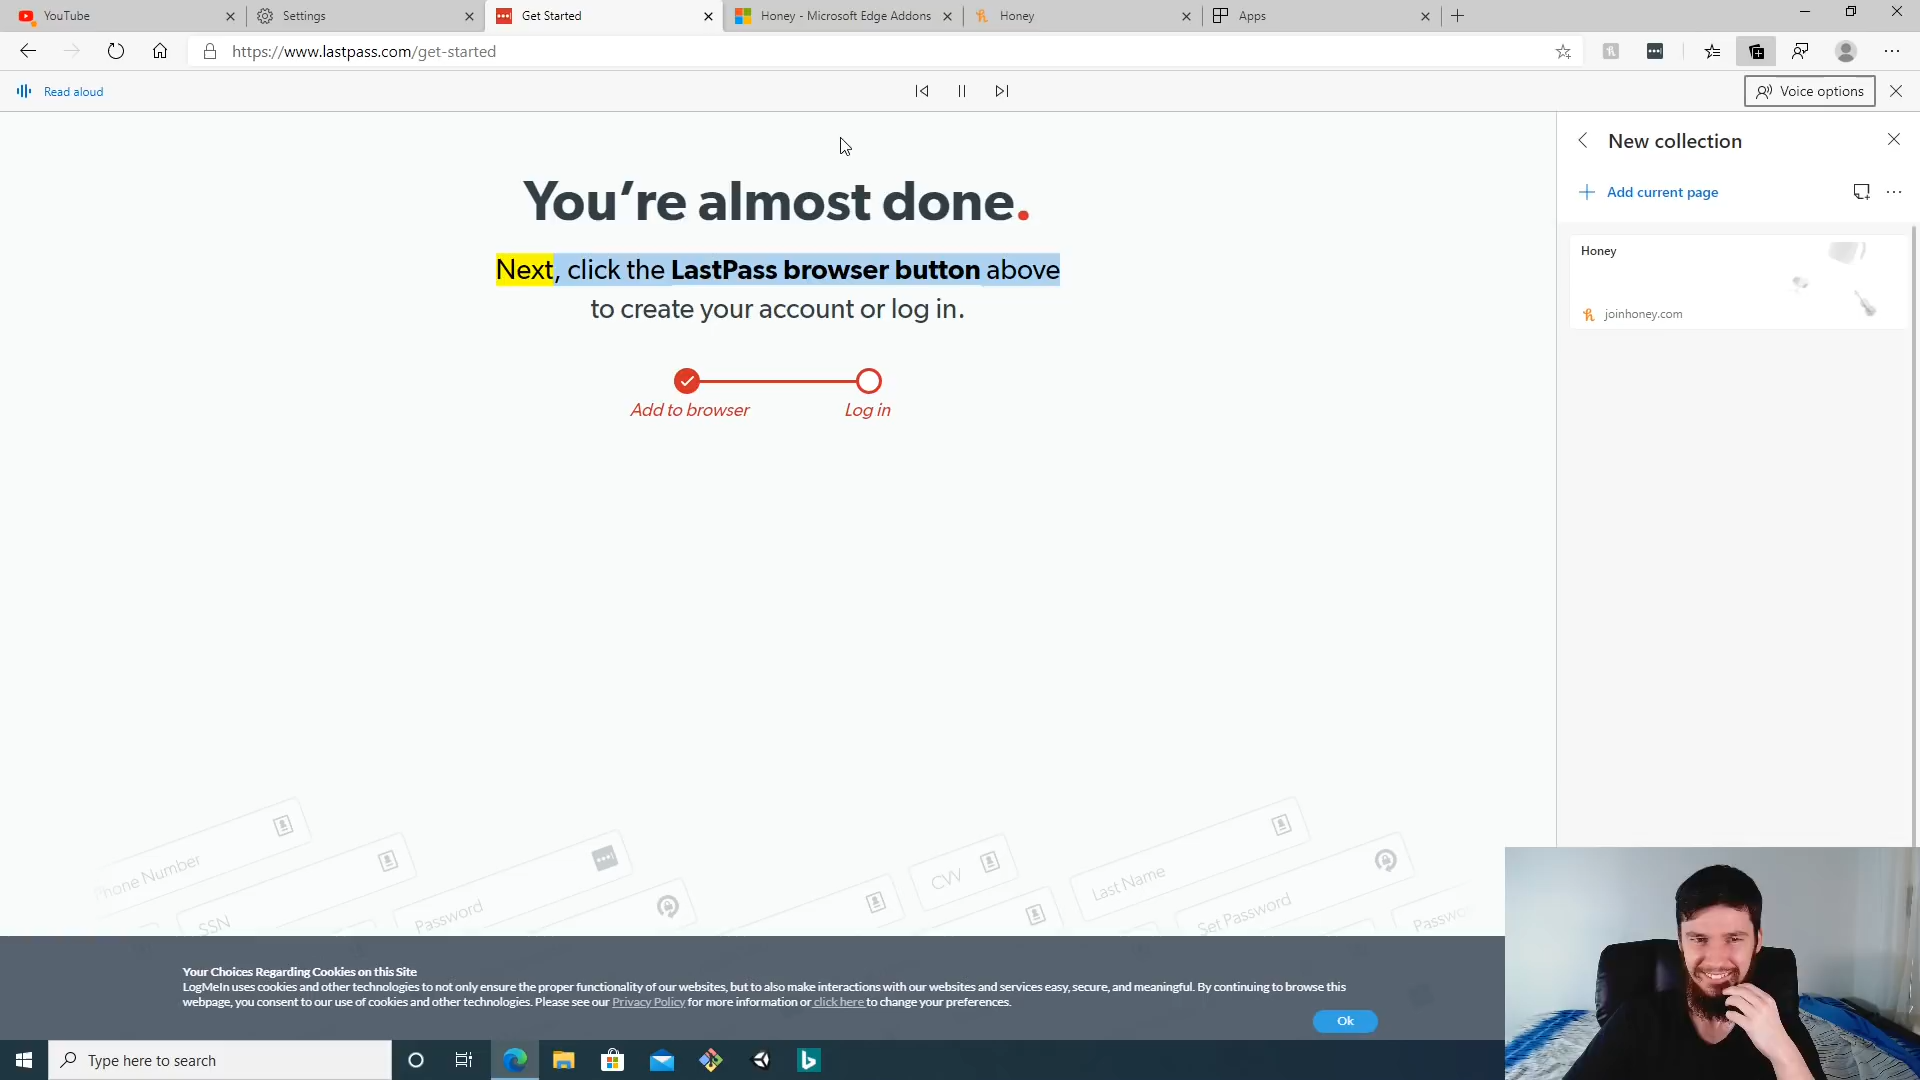 YouTube
Settings
Get Started
Honey - Microsoft Edge Addons
Honey
Apps
https://www.lastpass.com/get-started
Read aloud
Voice options
New collection
Add current page
Honey
joinhoney.com
You’re almost done.
Next, click the LastPass browser button above
to create your account or log in.
Add to browser
Log in
Phone Number
SSN
Password
CVV
Last Name
Set Password
Your Choices Regarding Cookies on this Site
LogMeIn uses cookies and other technologies to not only ensure the proper functionality of our websites, but to also make interactions with our websites and services easy, secure, and meaningful. By continuing to browse this
webpage, you consent to our use of cookies and other technologies. Please see our Privacy Policy for more information or click here to change your preferences.
Ok
Type here to search